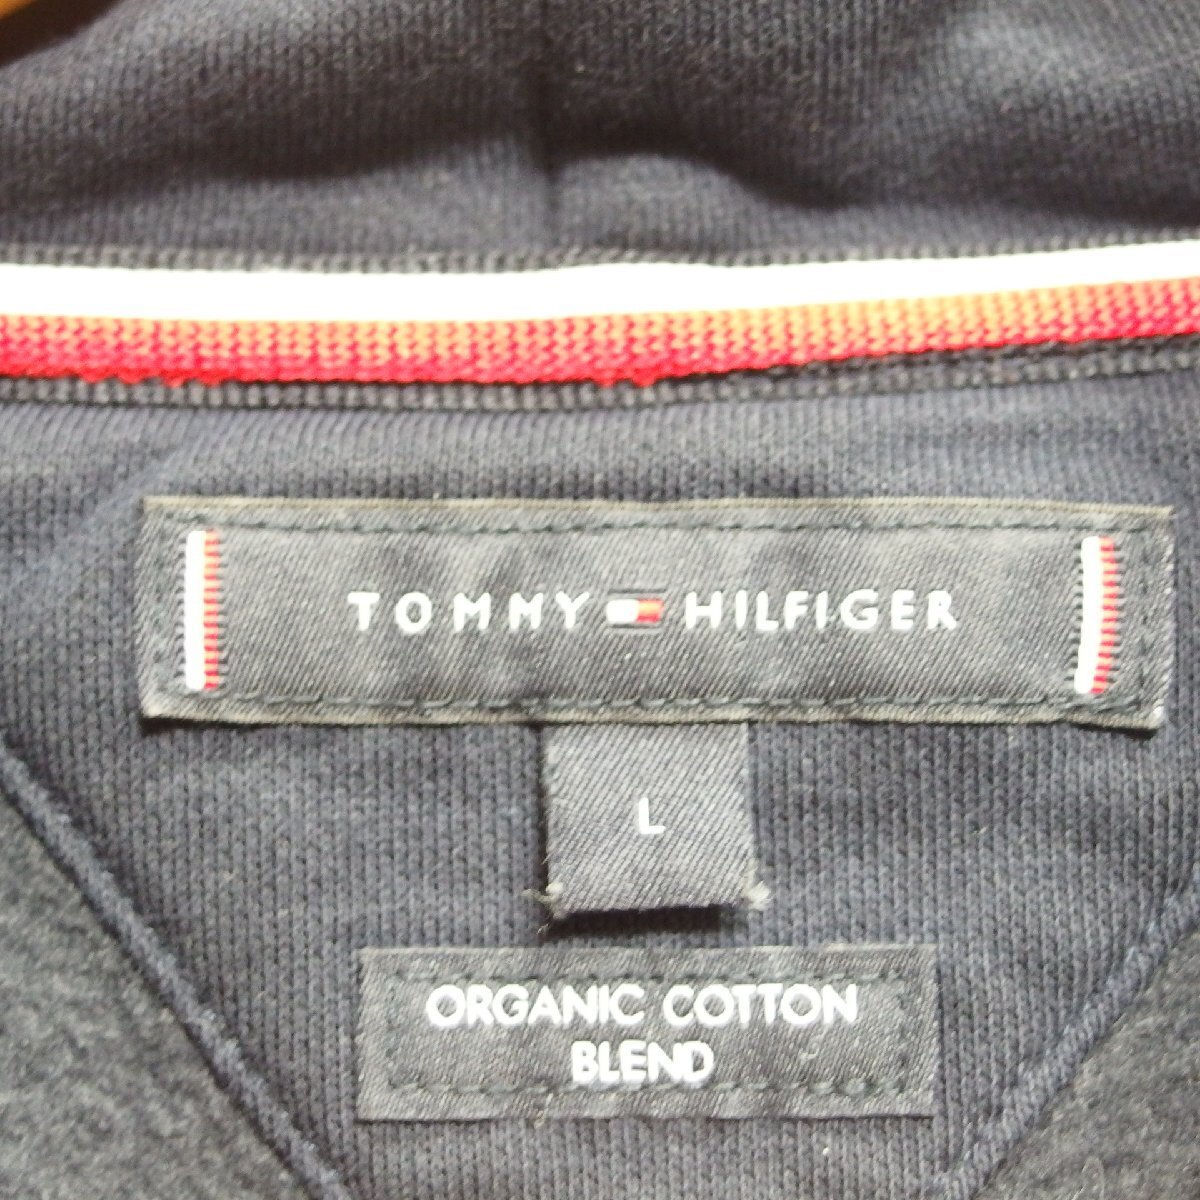 TOMMY HILFIGER
L
ORGANIC COTTON
BLEND